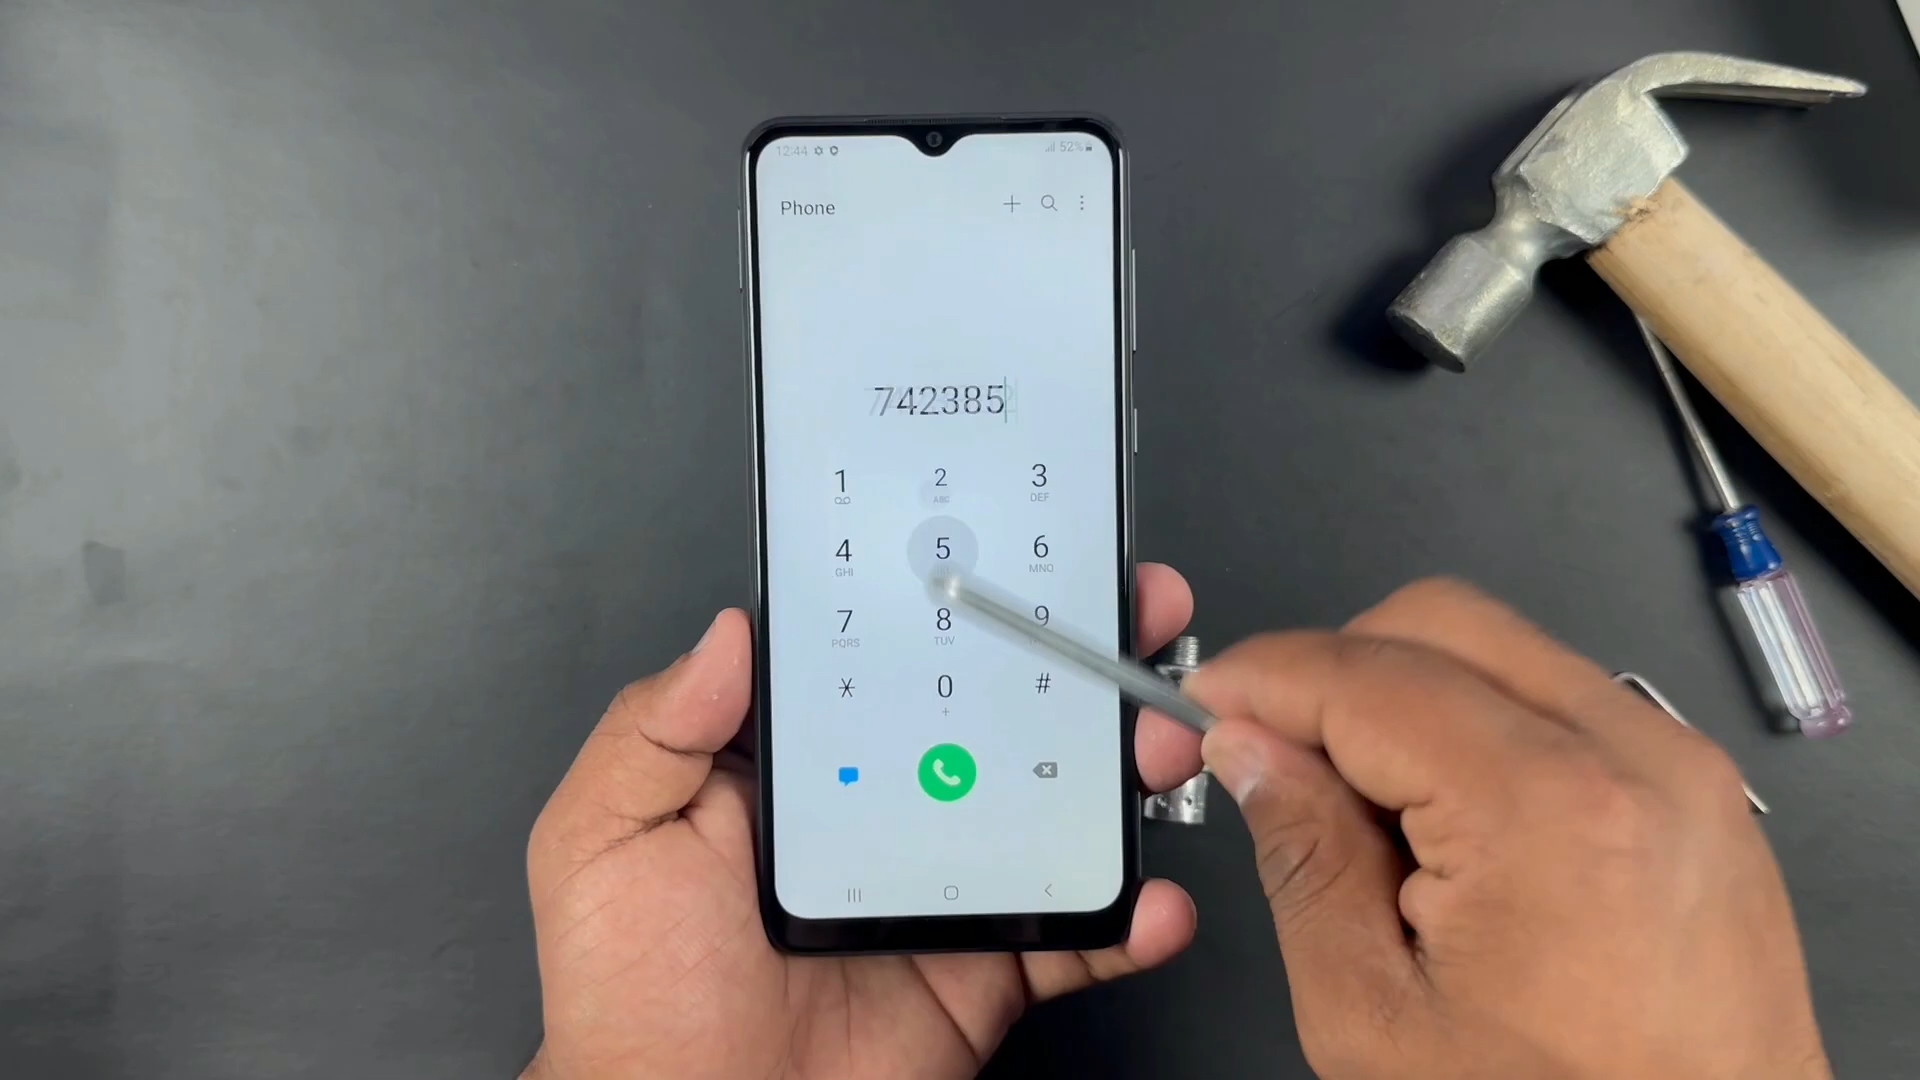 12:44 52%
Phone
742385
1 2 3
ABC DEF
4 5 6
GHI MNO
7 8 9
PQRS TUV
* 0 #
+